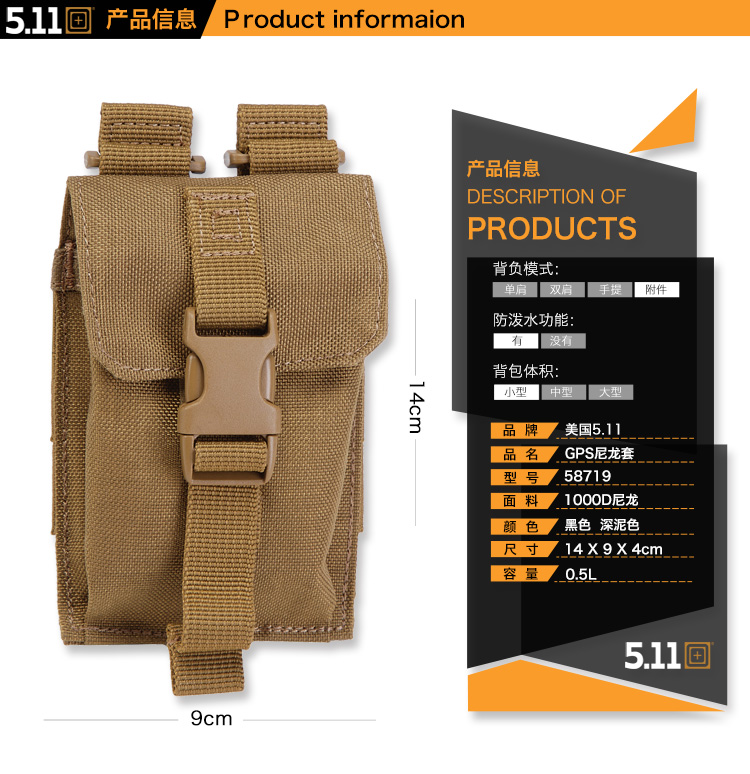 5.11 产品信息 Product informaion
产品信息
DESCRIPTION OF
PRODUCTS
背负模式:
单肩 双肩 手提 附件
防泼水功能:
有 没有
背包体积:
小型 中型 大型
品 牌 美国5.11
品 名 GPS尼龙套
型 号 58719
面 料 1000D尼龙
颜 色 黑色 深泥色
尺 寸 14 X 9 X 4cm
容 量 0.5L
5.11
14cm
9cm